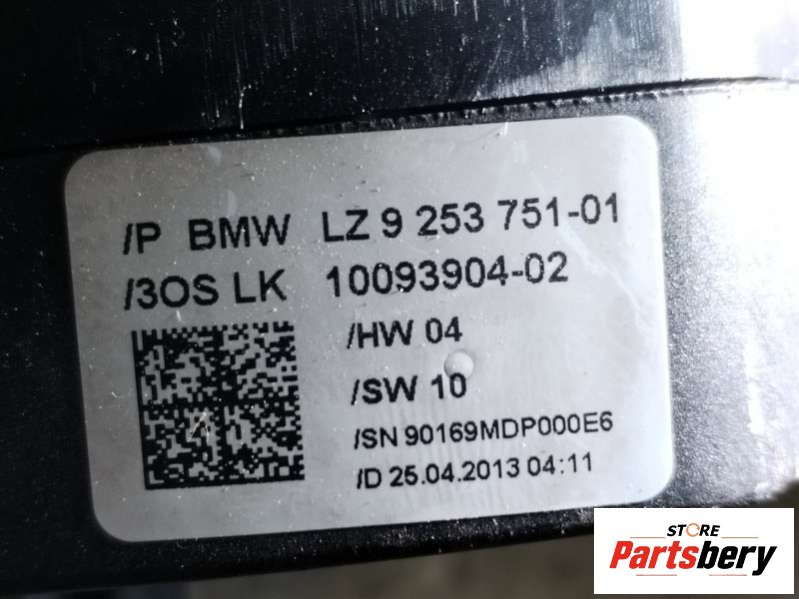 /P BMW LZ 9 253 751-01
/3OS LK 10093904-02
/HW 04
/SW 10
/SN 90169MDP000E6
/D 25.04.2013 04:11
STORE
Partsbery